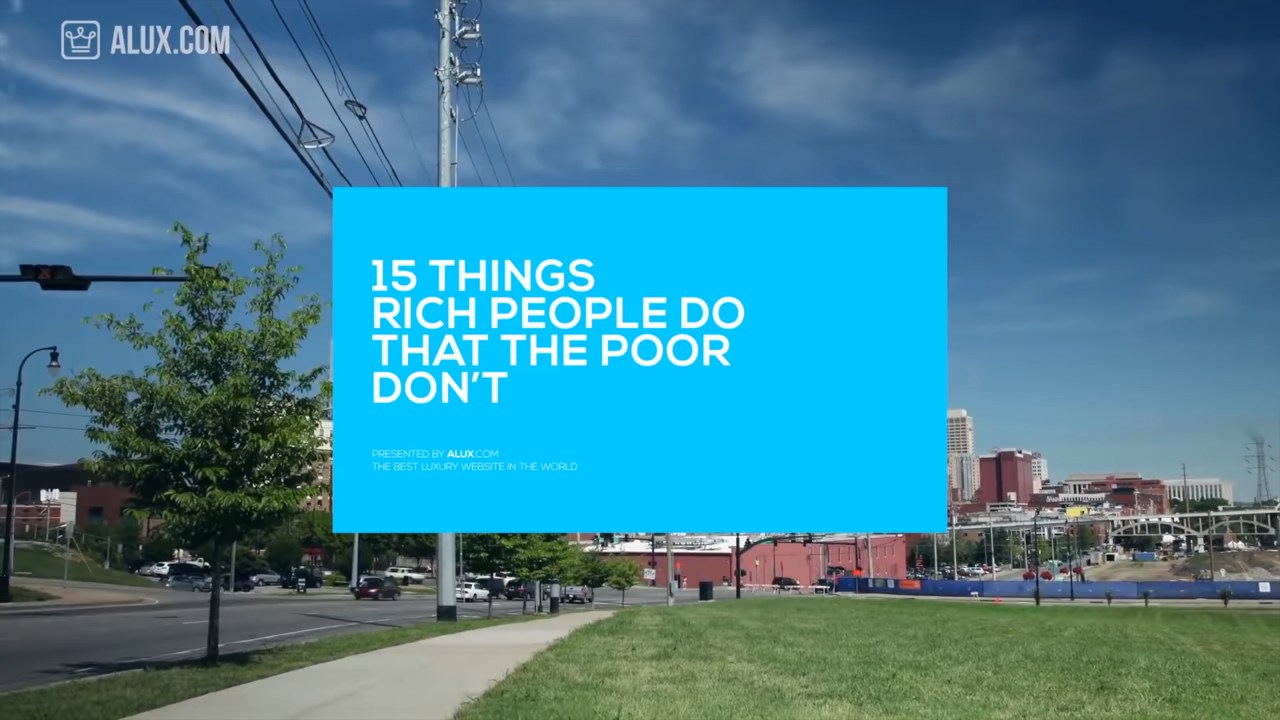 ALUX.COM
15 THINGS
RICH PEOPLE DO
THAT THE POOR
DON'T
PRESENTED BY ALUX.COM
THE BEST LUXURY WEBSITE IN THE WORLD